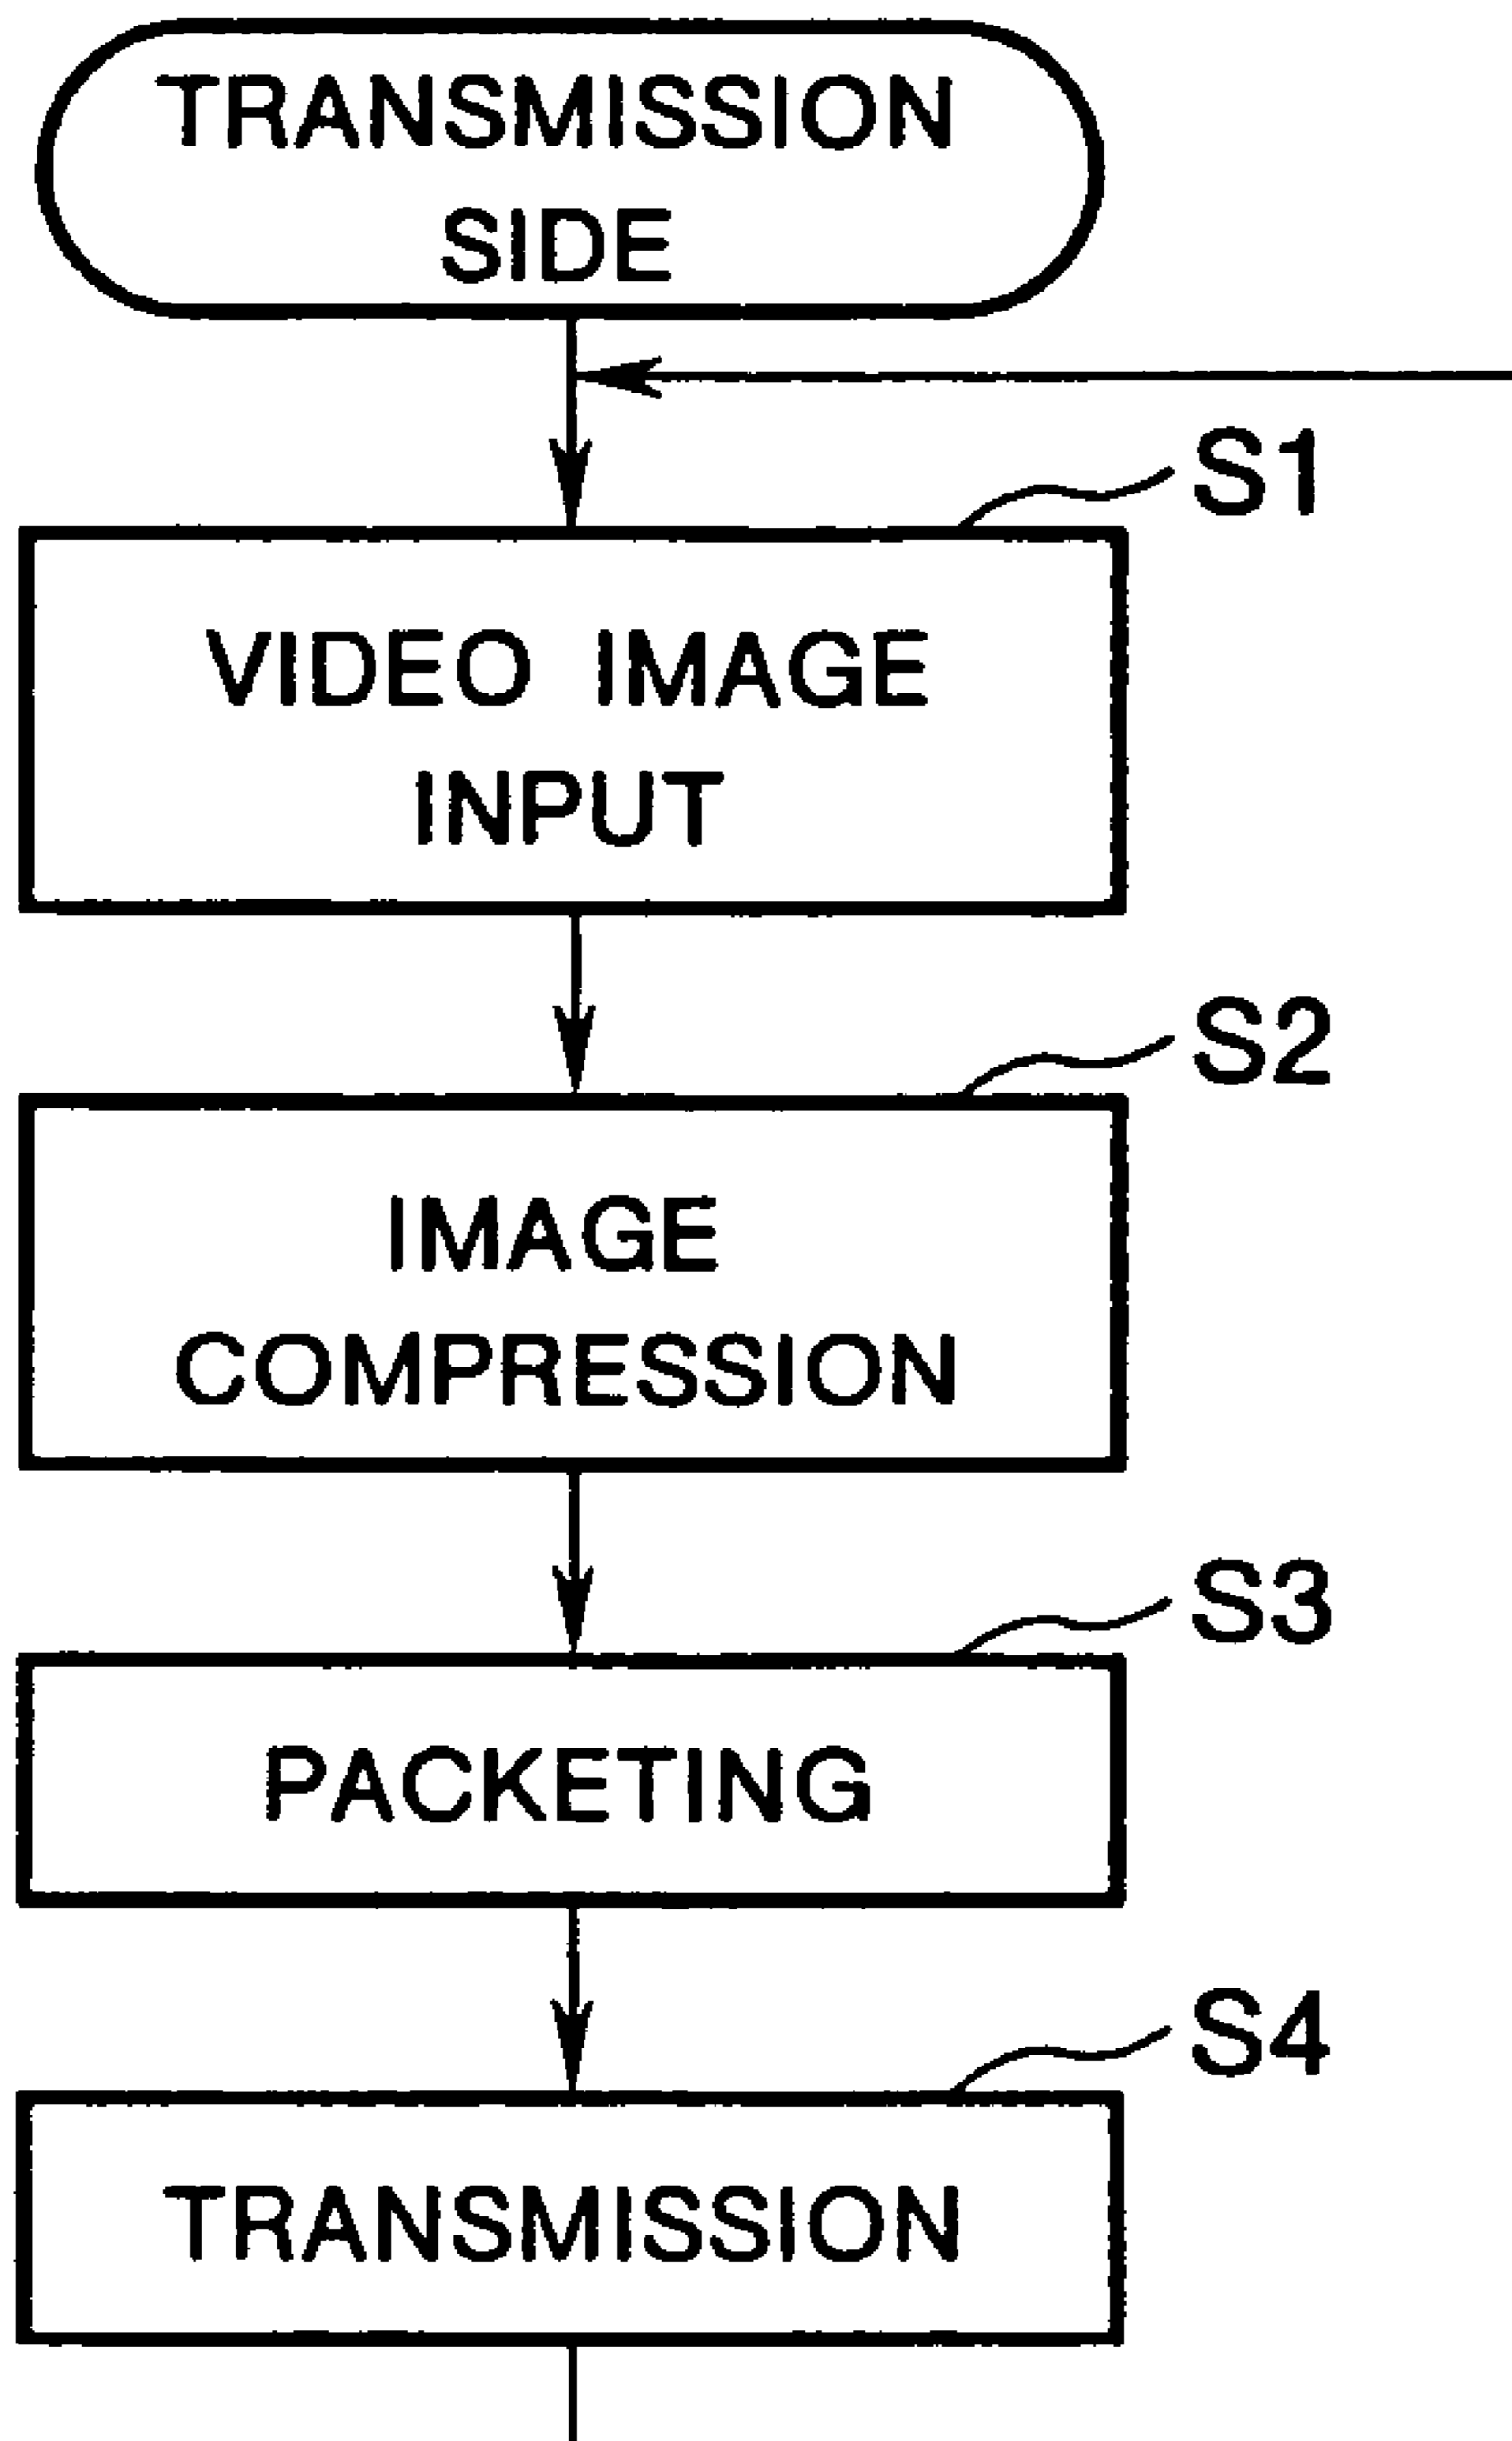 TRANSMISSION
SIDE
S1
VIDEO IMAGE
INPUT
S2
IMAGE
COMPRESSION
S3
PACKETING
S4
TRANSMISSION